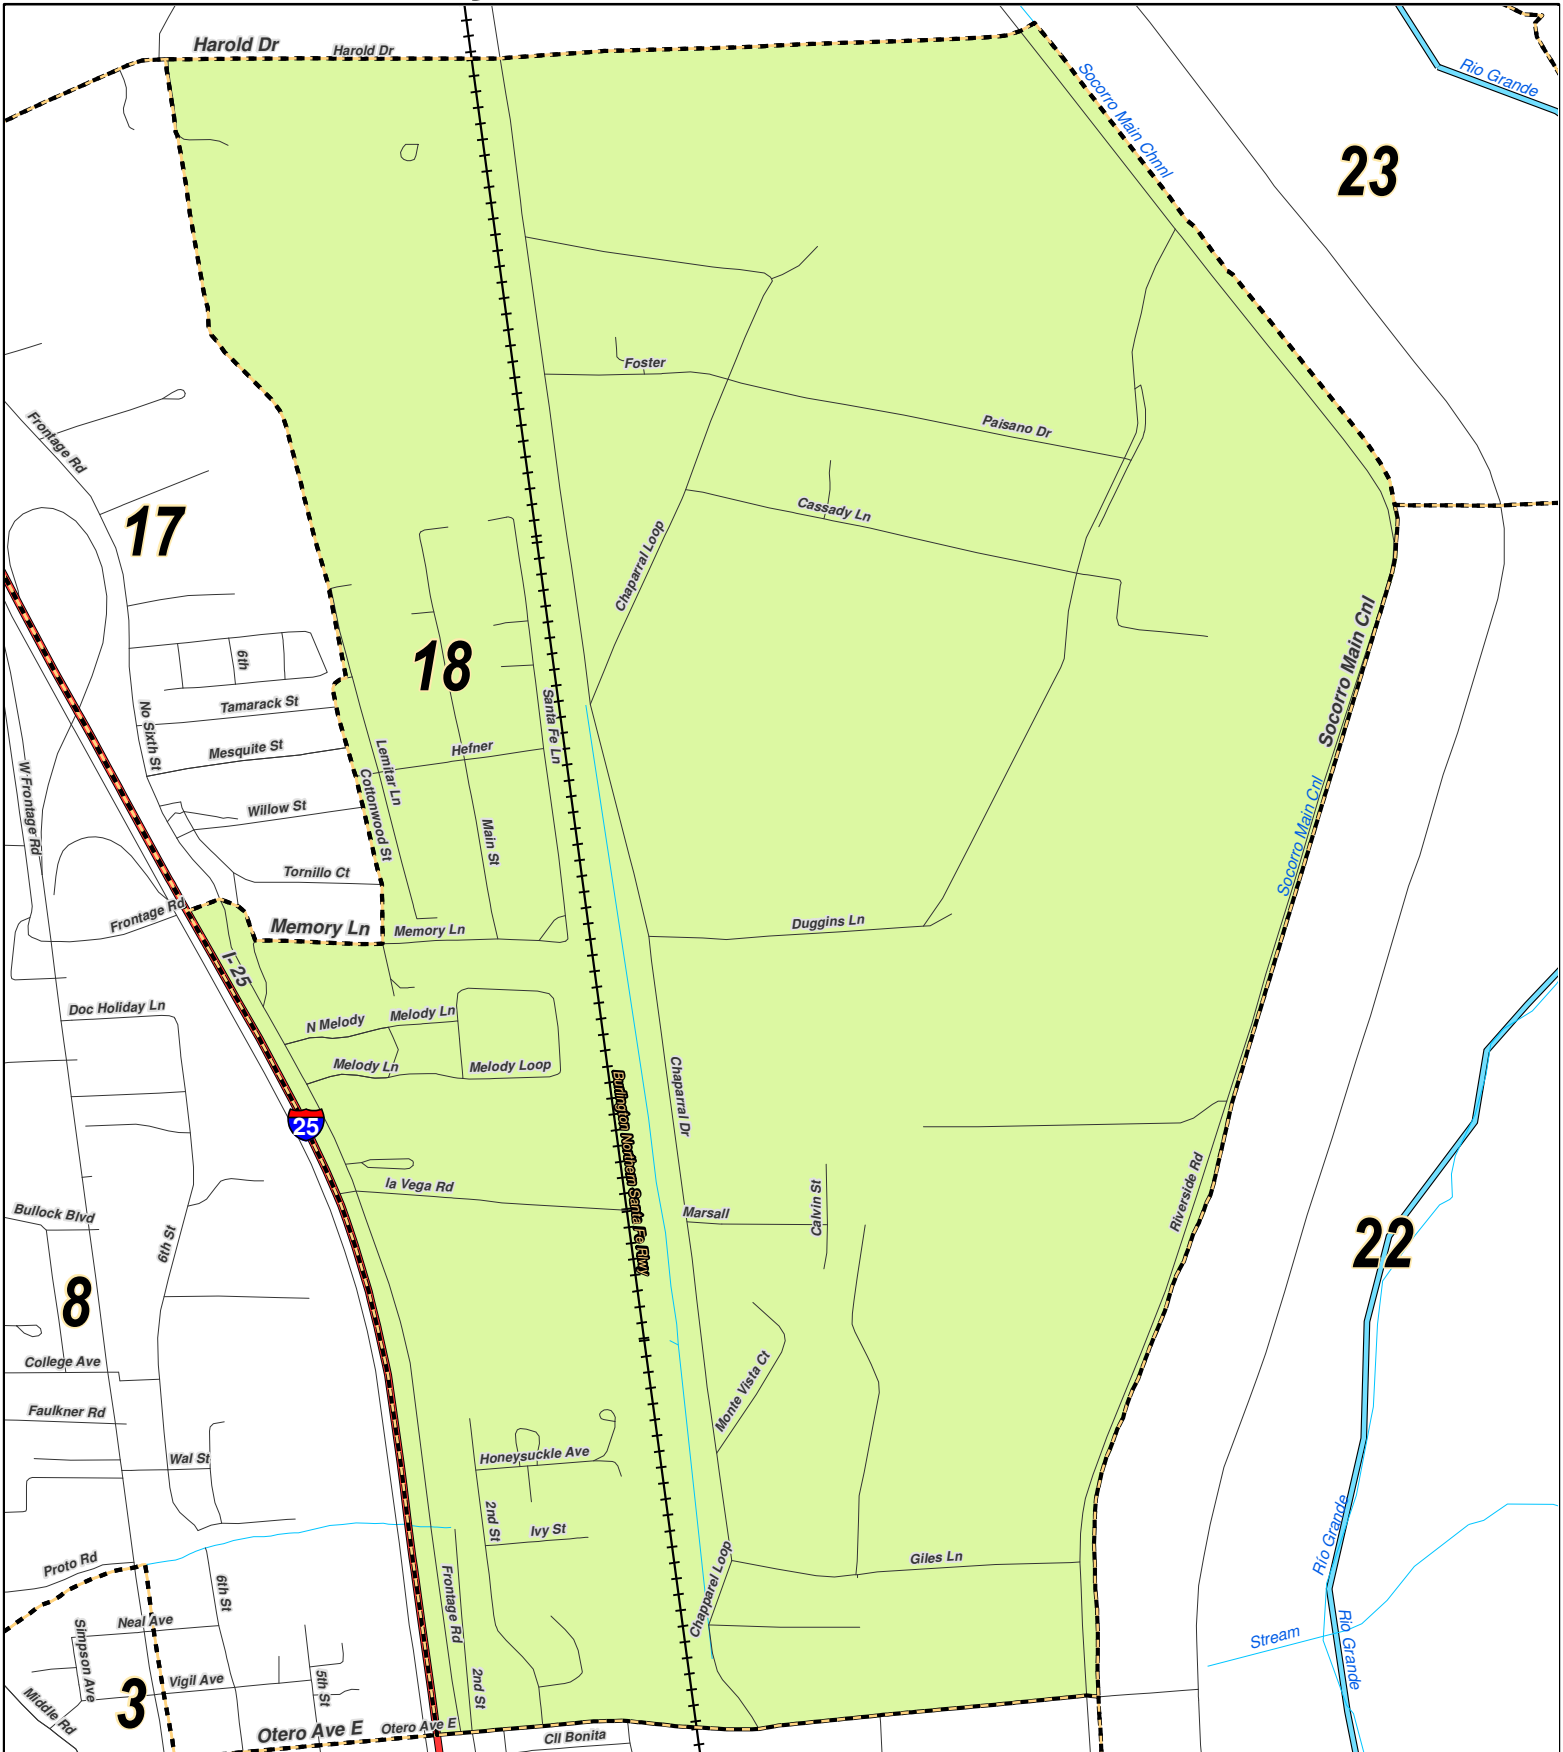 Harold Dr
Harold Dr
Socorro Main Chnnl
Rio Grande
23
Foster
Paisano Dr
Frontage Rd
17
Cassady Ln
Chaparral Loop
18
6th
Tamarack St
No Sixth St
Mesquite St
Lemitar Ln
Hefner
Santa Fe Ln
Socorro Main Cnl
Socorro Main Cnl
W Frontage Rd
Willow St
Cottonwood St
Main St
Tornillo Ct
Frontage Rd
Memory Ln
Memory Ln
Duggins Ln
I-25
Doc Holiday Ln
N Melody
Melody Ln
Melody Ln
Melody Loop
Chaparral Dr
25
Burlington Northern Santa Fe Rlwy
la Vega Rd
Marsall
Calvin St
Riverside Rd
Bullock Blvd
6th St
22
8
College Ave
Monte Vista Ct
Faulkner Rd
Wal St
Honeysuckle Ave
2nd St
Ivy St
Río Grande
Proto Rd
6th St
Frontage Rd
Chapparel Loop
Giles Ln
Neal Ave
Simpson Ave
Stream
Rio Grande
Vigil Ave
5th St
2nd St
3
Middle Rd
Otero Ave E
Otero Ave E
Cll Bonita